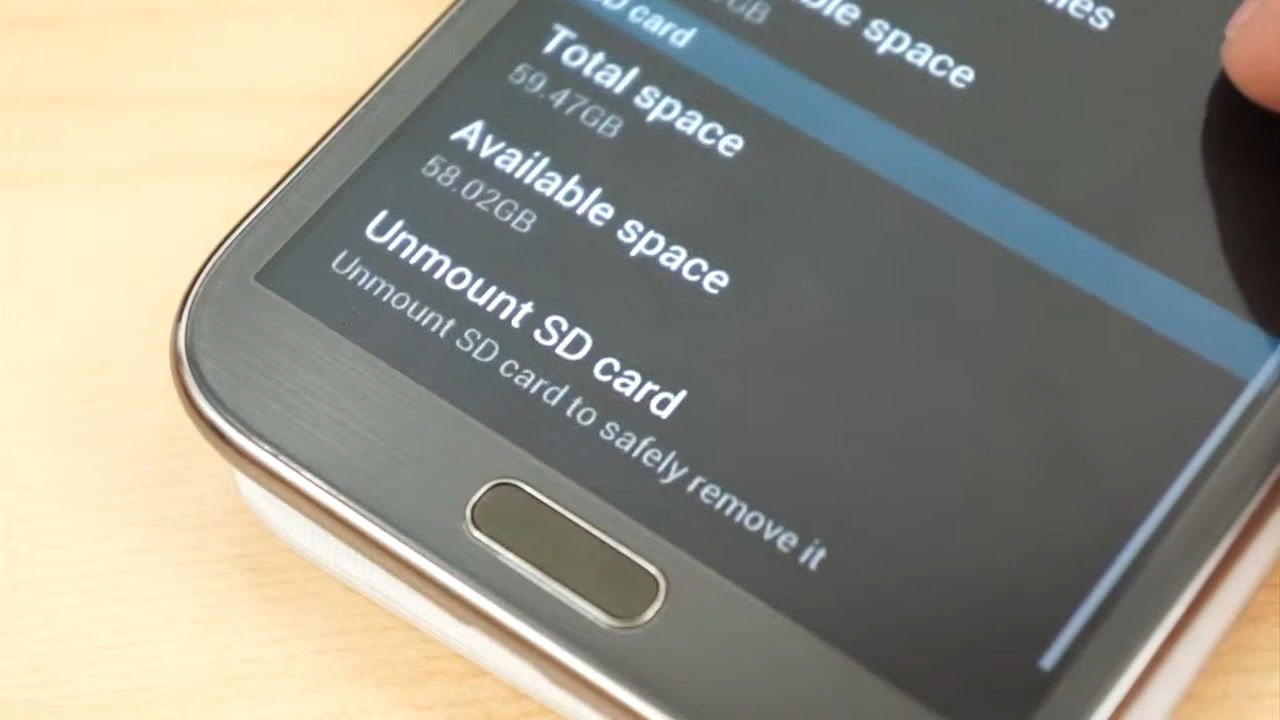 space
SD card
Total space
59.47GB
Available space
58.02GB
Unmount SD card
Unmount SD card to safely remove it